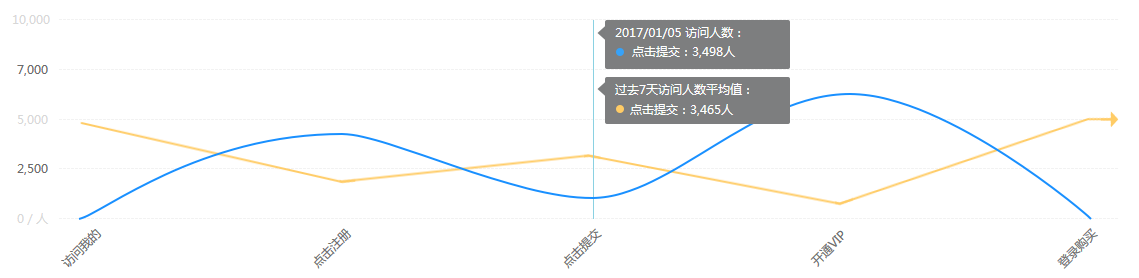 10,000
7,000
5,000
2,500
0 / 人
2017/01/05 访问人数：
点击提交：3,498人
过去7天访问人数平均值：
点击提交：3,465人
访问我的
点击注册
点击提交
开通VIP
登录购买